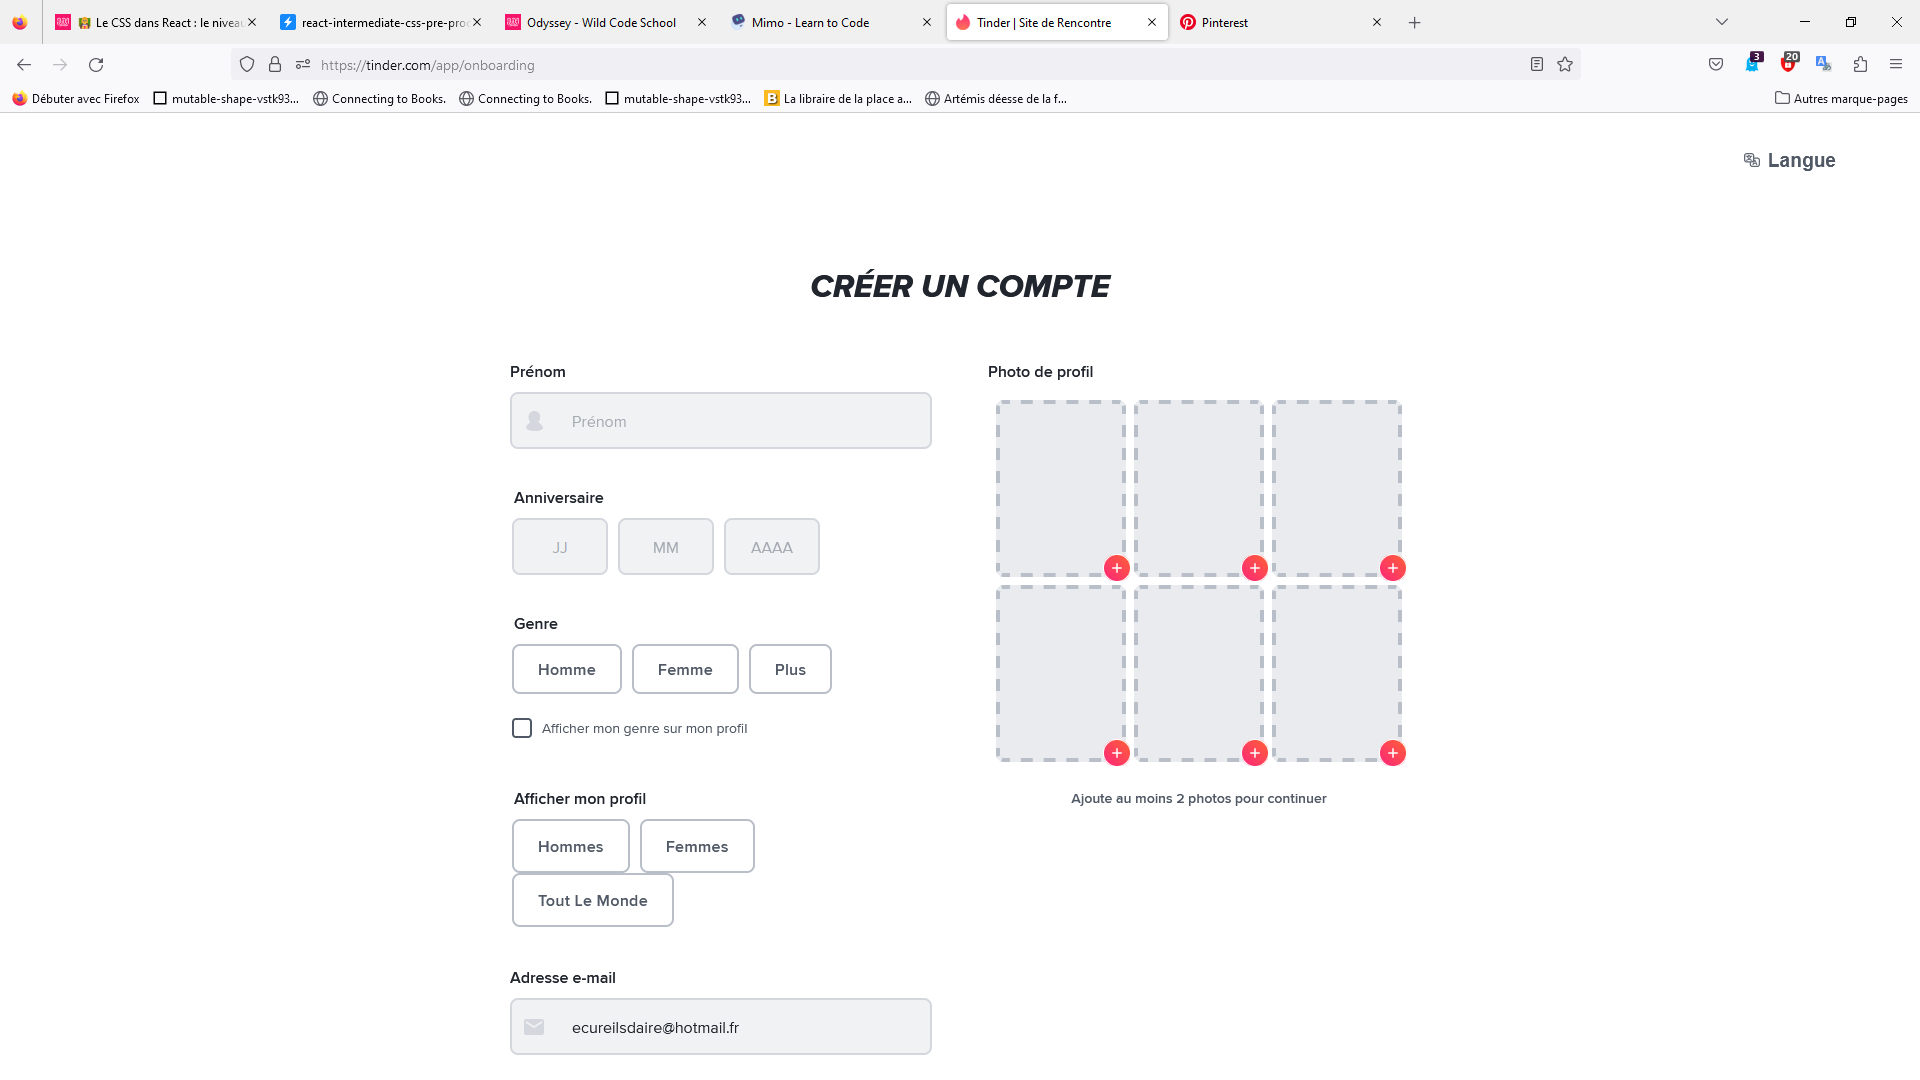 Le CSS dans React : le niveau
react-intermediate-css-pre-proc
Odyssey - Wild Code School
Mimo - Learn to Code
Tinder | Site de Rencontre
Pinterest
https://tinder.com/app/onboarding
3
20
Débuter avec Firefox
mutable-shape-vstk93...
Connecting to Books.
Connecting to Books.
mutable-shape-vstk93...
La libraire de la place a...
Artémis déesse de la f...
Autres marque-pages
Langue
CRÉER UN COMPTE
Prénom
Prénom
Anniversaire
JJ MM AAAA
Genre
Homme Femme Plus
Afficher mon genre sur mon profil
Afficher mon profil
Hommes Femmes
Tout Le Monde
Adresse e-mail
ecureilsdaire@hotmail.fr
Photo de profil
Ajoute au moins 2 photos pour continuer